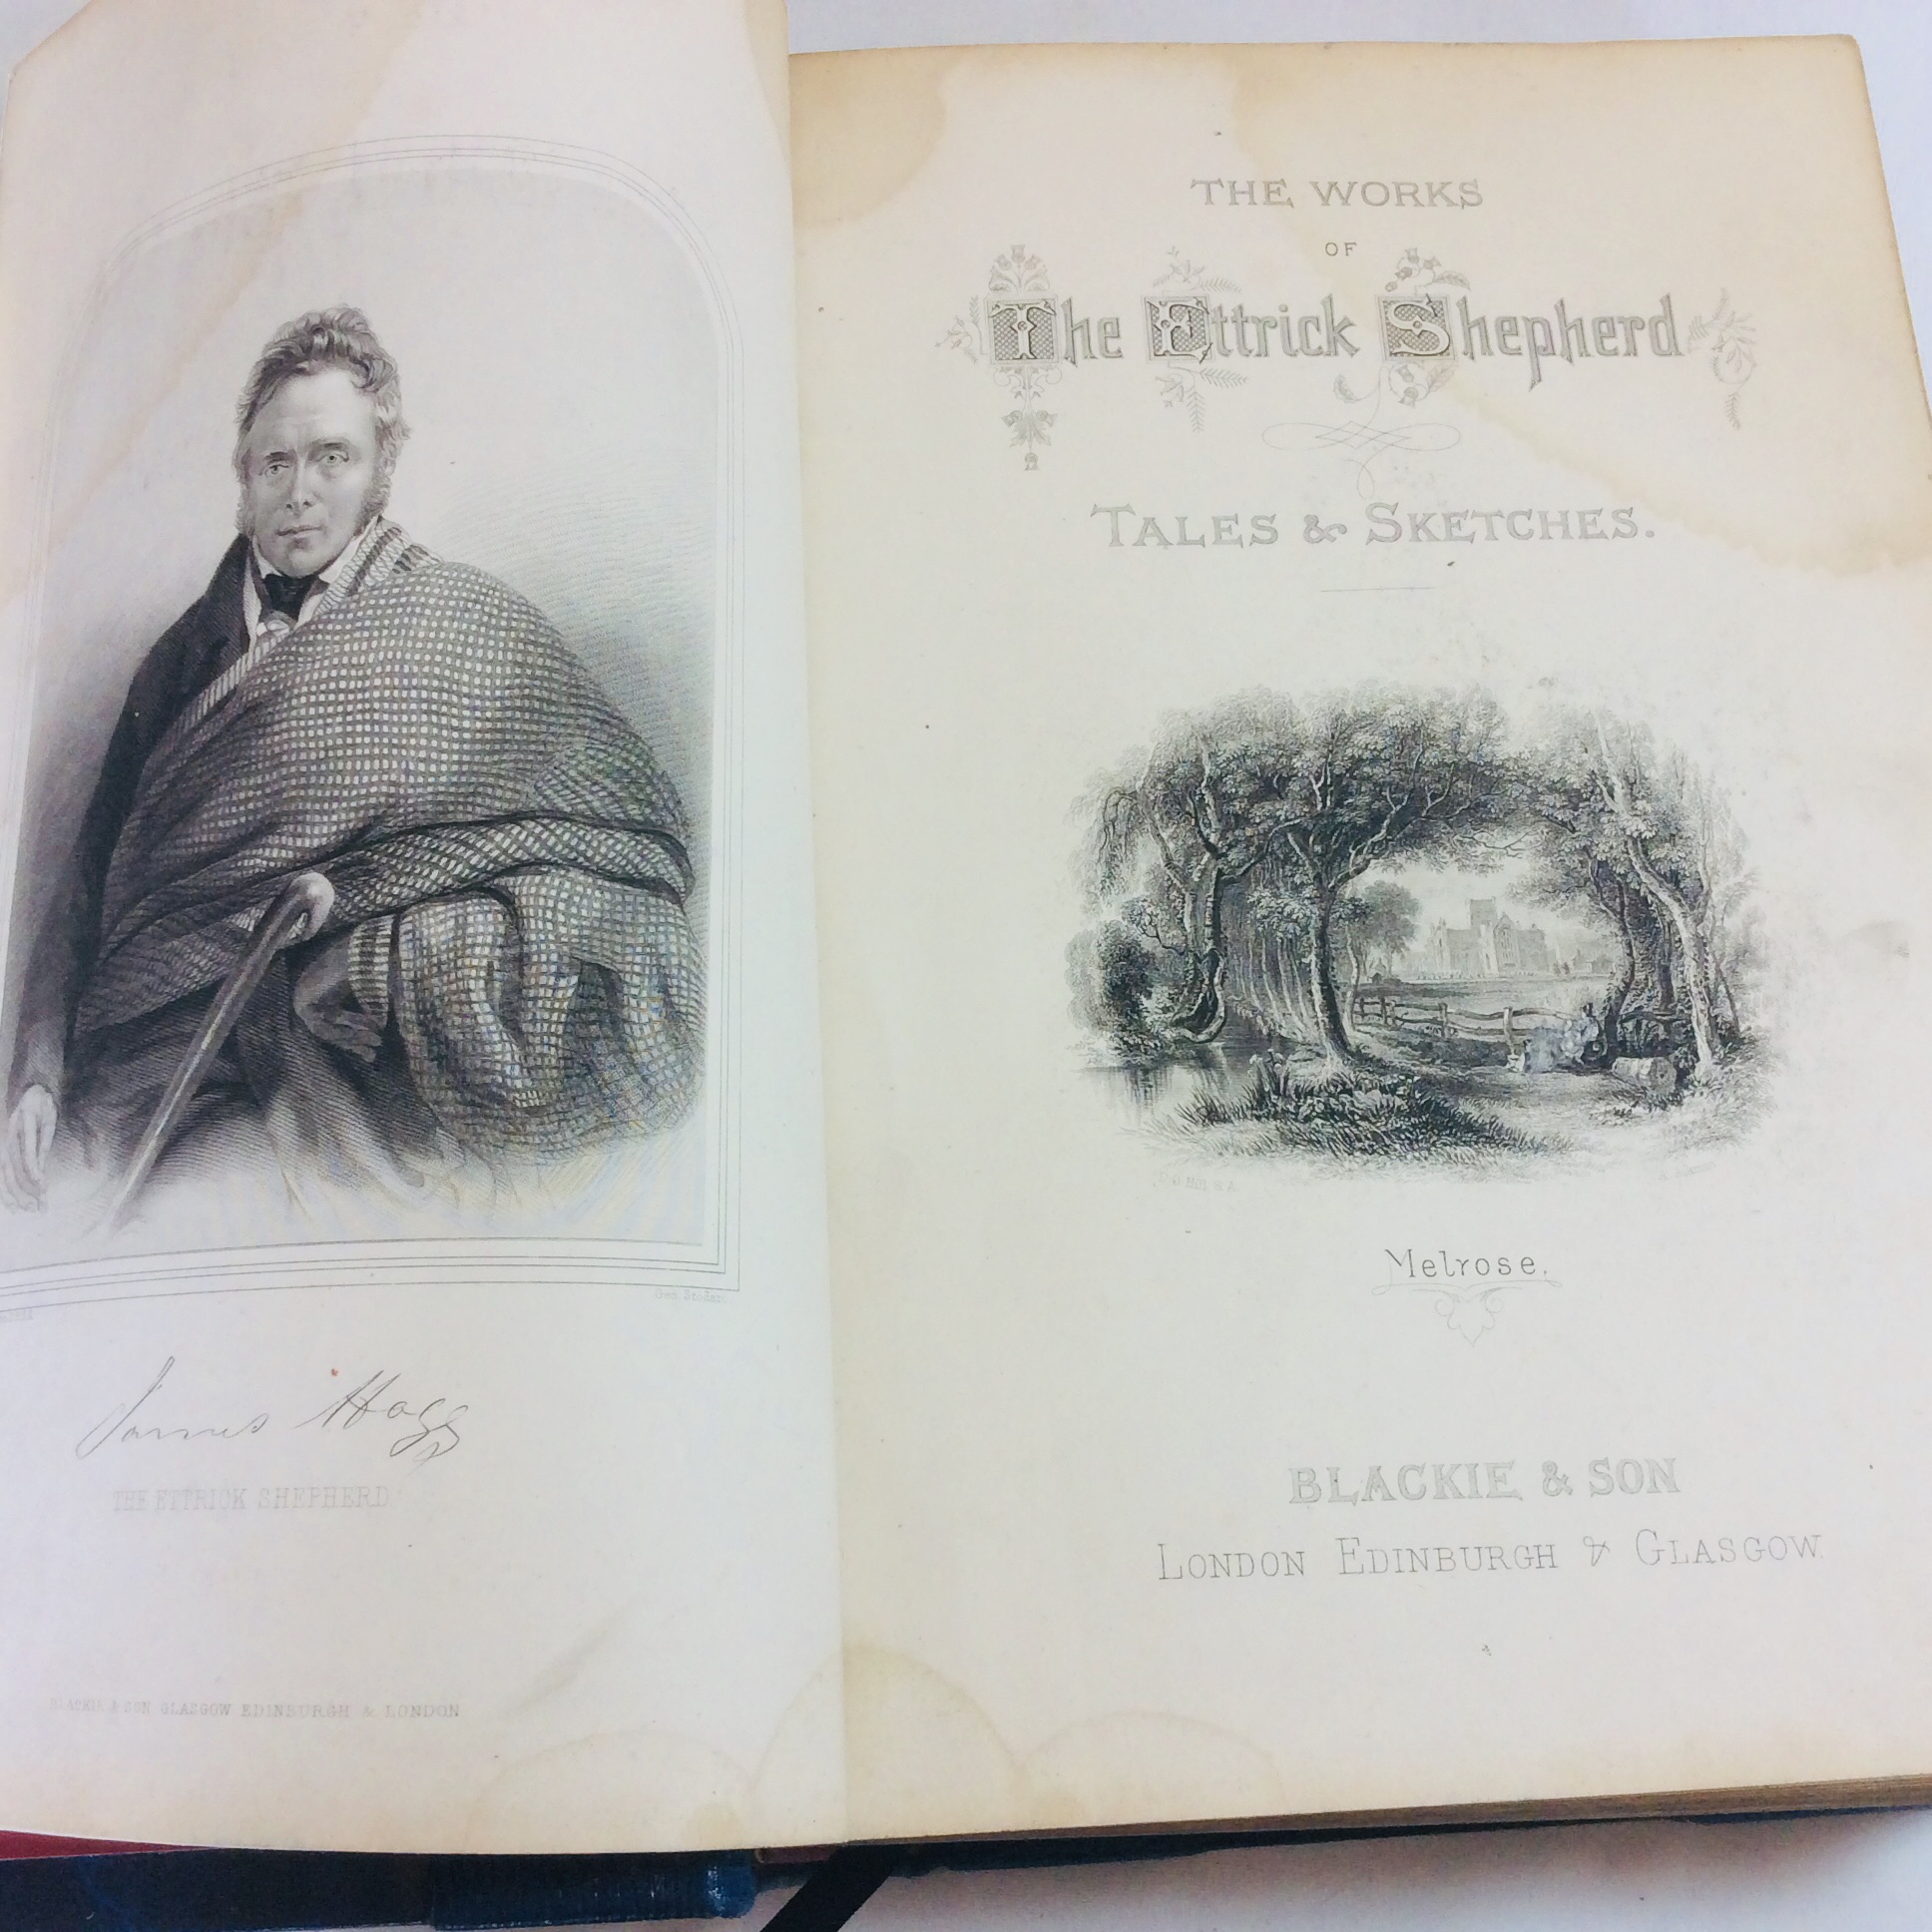 James Hogg
THE ETTRICK SHEPHERD
BLACKIE & SON GLASGOW EDINBURGH & LONDON
THE WORKS
OF
The Ettrick Shepherd
TALES & SKETCHES.
Melrose.
BLACKIE & SON
LONDON EDINBURGH & GLASGOW.